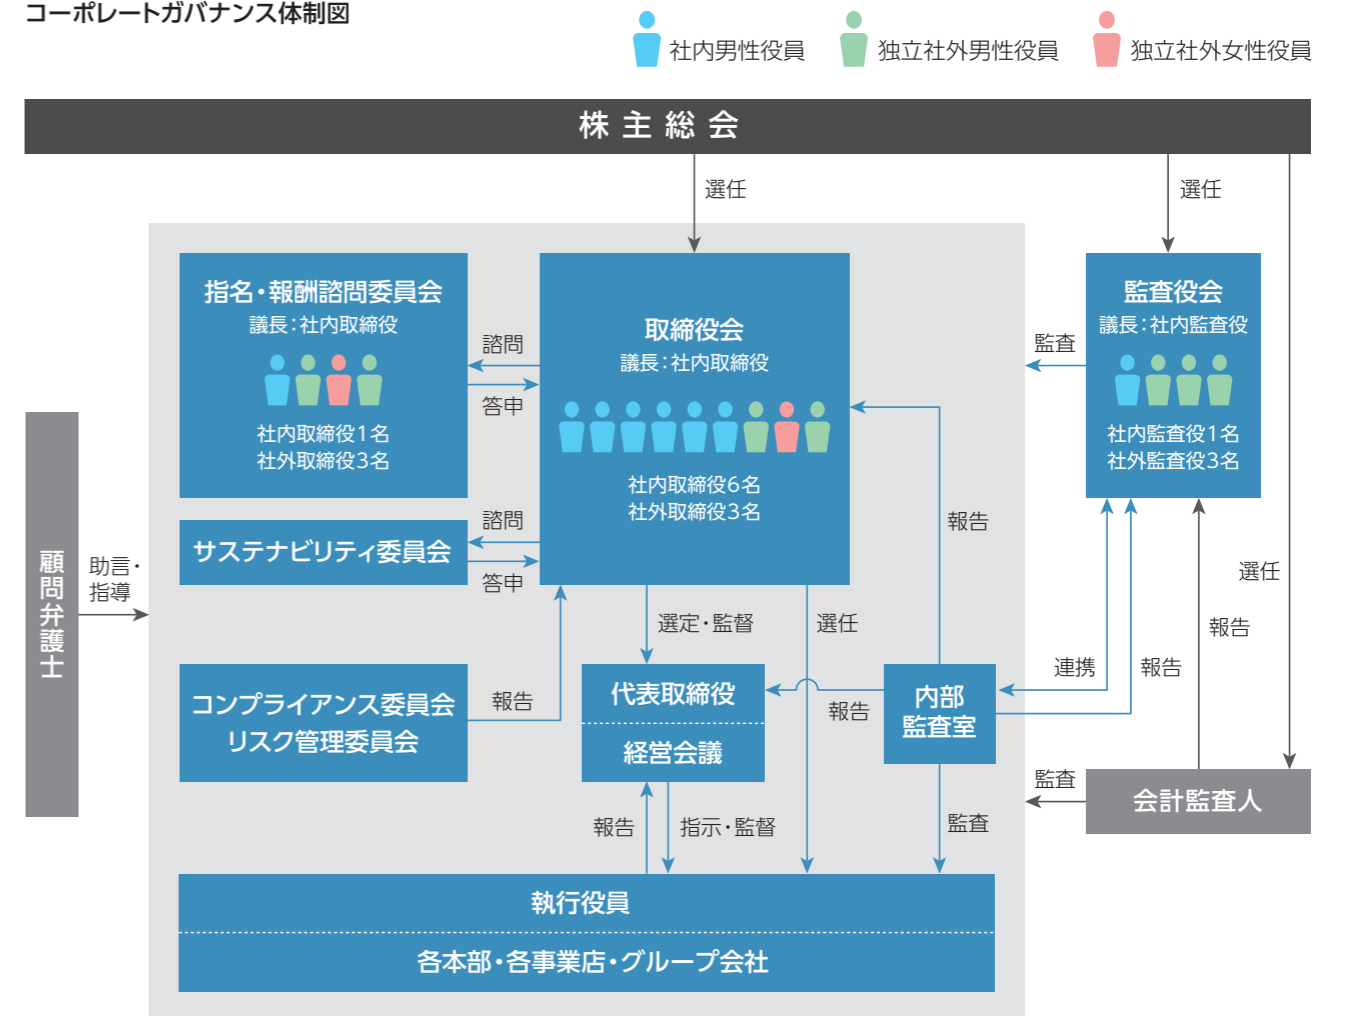 コーポレートガバナンス体制図
社内男性役員
独立社外男性役員
独立社外女性役員
株主総会
選任
選任
指名・報酬諮問委員会
議長：社内取締役
社内取締役1名
社外取締役3名
諮問
答申
取締役会
議長：社内取締役
社内取締役6名
社外取締役3名
監査
監査役会
議長：社内監査役
社内監査役1名
社外監査役3名
サステナビリティ委員会
諮問
答申
報告
顧問弁護士
助言・
指導
選定・監督
選任
選任
報告
コンプライアンス委員会
リスク管理委員会
報告
代表取締役
経営会議
報告
内部
監査室
連携
報告
報告
指示・監督
監査
監査
会計監査人
執行役員
各本部・各事業店・グループ会社